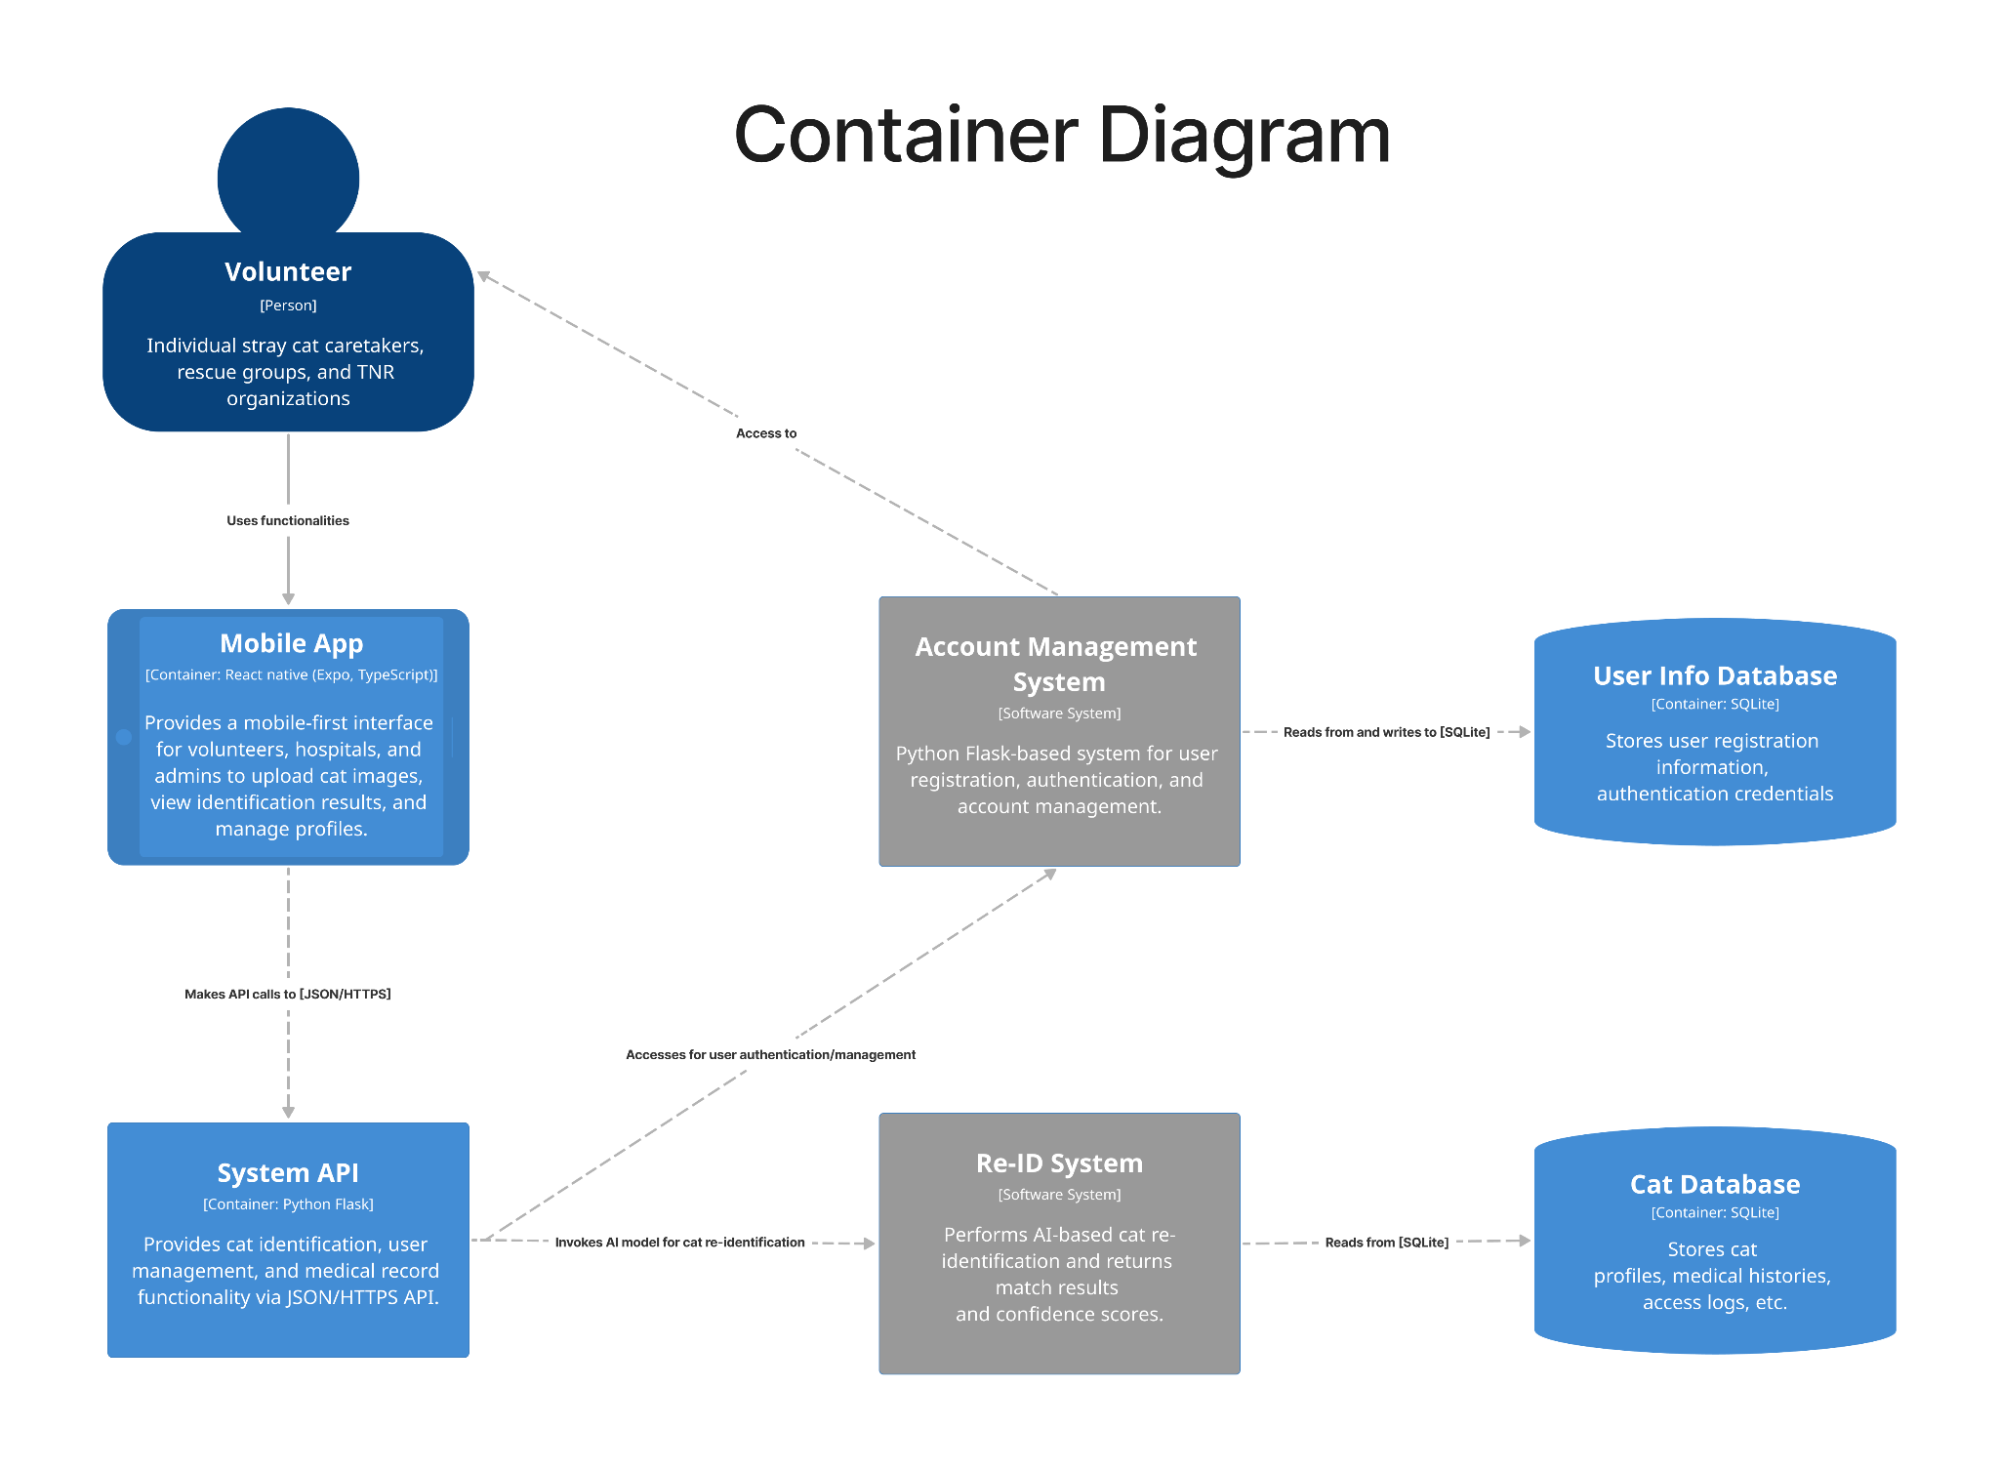 Container Diagram
Volunteer
[Person]
Individual stray cat caretakers,
rescue groups, and TNR
organizations
Access to
Uses functionalities
Mobile App
[Container: React native (Expo, TypeScript)]
Provides a mobile-first interface
for volunteers, hospitals, and
admins to upload cat images,
view identification results, and
manage profiles.
Account Management
System
[Software System]
Python Flask-based system for user
registration, authentication, and
account management.
Reads from and writes to [SQLite]
User Info Database
[Container: SQLite]
Stores user registration
information,
authentication credentials
Makes API calls to [JSON/HTTPS]
Accesses for user authentication/management
System API
[Container: Python Flask]
Provides cat identification, user
management, and medical record
functionality via JSON/HTTPS API.
Invokes AI model for cat re-identification
Re-ID System
[Software System]
Performs AI-based cat re-
identification and returns
match results
and confidence scores.
Reads from [SQLite]
Cat Database
[Container: SQLite]
Stores cat
profiles, medical histories,
access logs, etc.